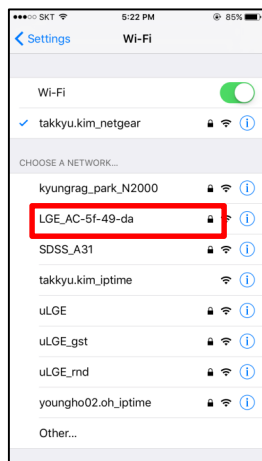 SKT 5:22 PM 85%
Settings Wi-Fi
Wi-Fi
takkyu.kim_netgear
CHOOSE A NETWORK...
kyungrag_park_N2000
LGE_AC-5f-49-da
SDSS_A31
takkyu.kim_iptime
uLGE
uLGE_gst
uLGE_rnd
youngho02.oh_iptime
Other...